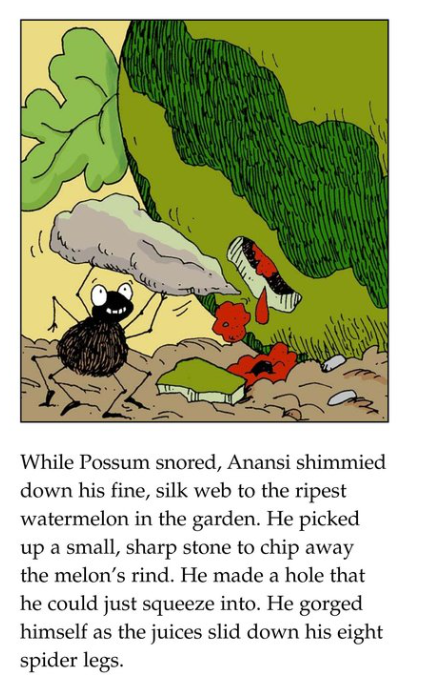 While Possum snored, Anansi shimmied
down his fine, silk web to the ripest
watermelon in the garden. He picked
up a small, sharp stone to chip away
the melon’s rind. He made a hole that
he could just squeeze into. He gorged
himself as the juices slid down his eight
spider legs.